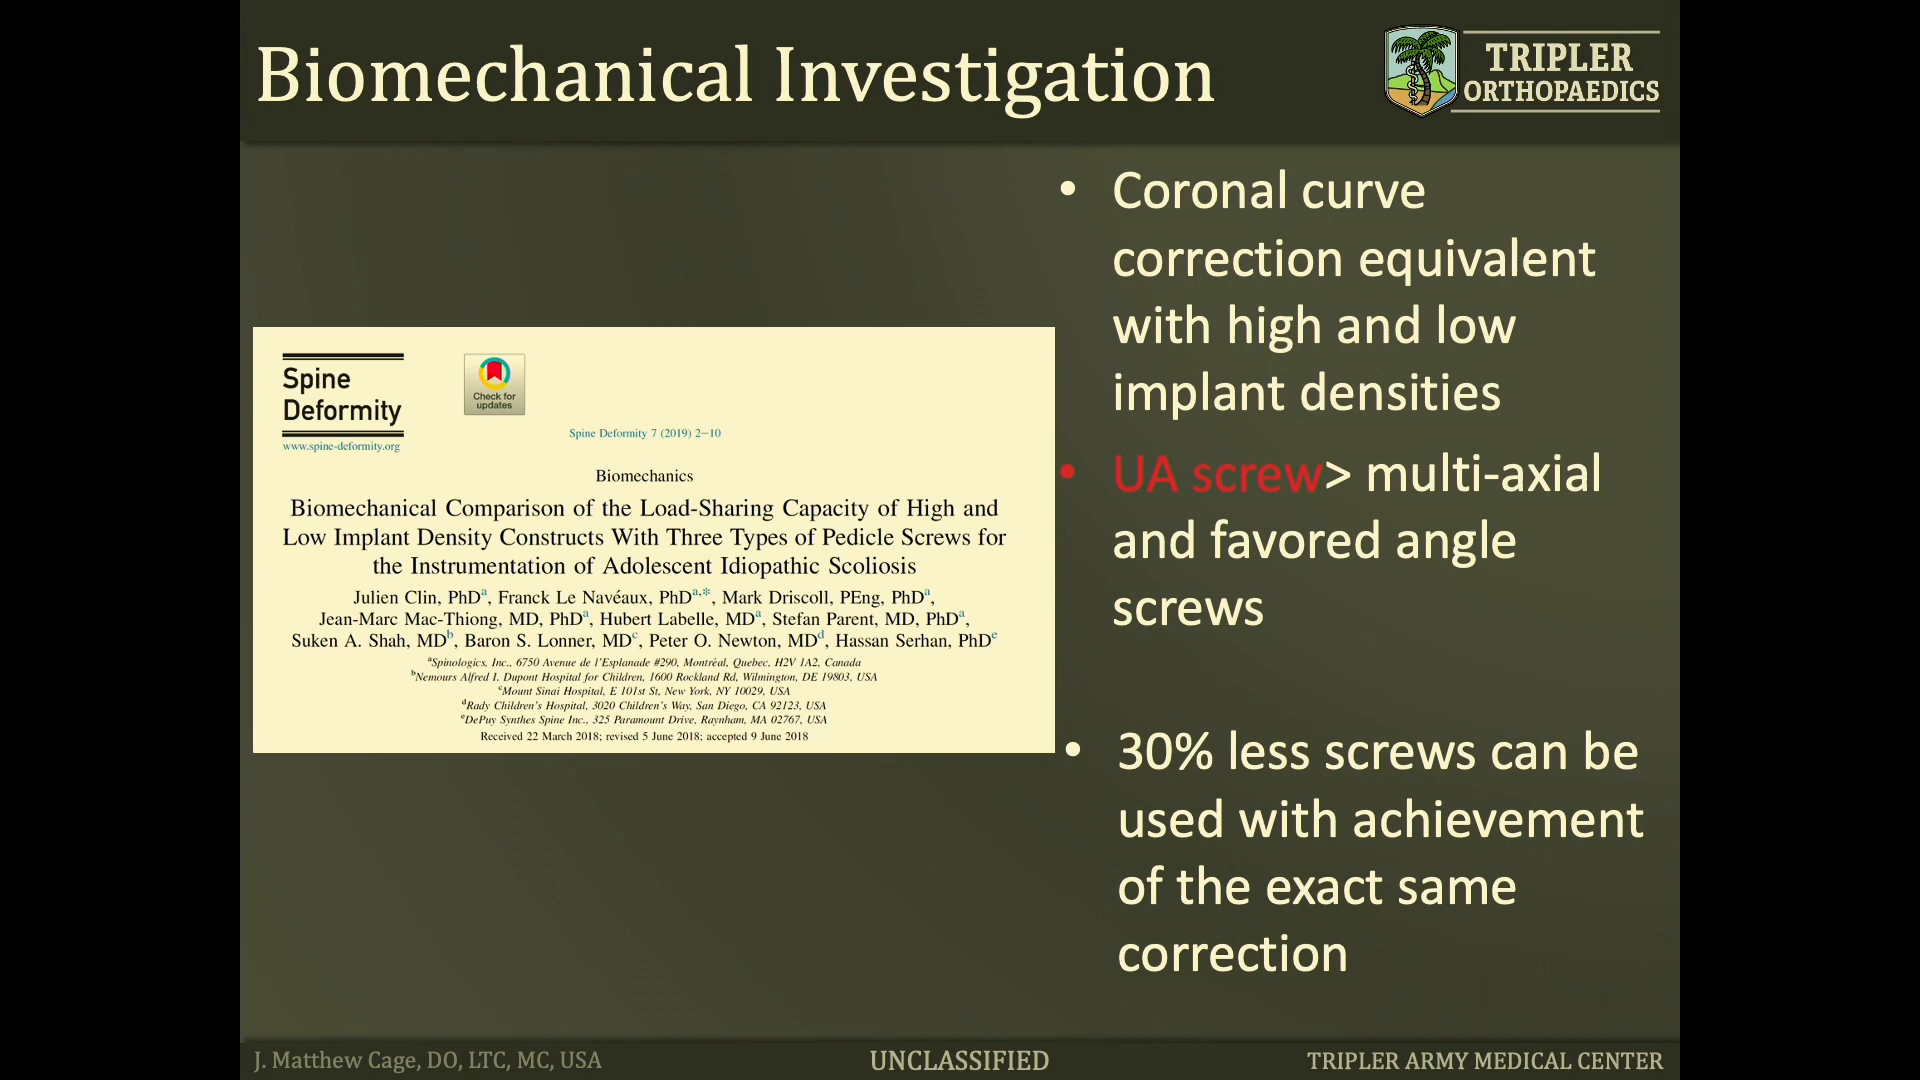 Biomechanical Investigation
TRIPLER
ORTHOPAEDICS
Spine
Deformity
www.spine-deformity.org
Check for
updates
Spine Deformity 7 (2019) 2–10
Biomechanics
Biomechanical Comparison of the Load-Sharing Capacity of High and
Low Implant Density Constructs With Three Types of Pedicle Screws for
the Instrumentation of Adolescent Idiopathic Scoliosis
Julien Clin, PhDa, Franck Le Navéaux, PhDa,*, Mark Driscoll, PEng, PhDa,
Jean-Marc Mac-Thiong, MD, PhDa, Hubert Labelle, MDa, Stefan Parent, MD, PhDa,
Suken A. Shah, MDb, Baron S. Lonner, MDc, Peter O. Newton, MDd, Hassan Serhan, PhDe
aSpinologics, Inc., 6750 Avenue de l'Esplanade #290, Montréal, Quebec, H2V 1A2, Canada
bNemours Alfred I. Dupont Hospital for Children, 1600 Rockland Rd, Wilmington, DE 19803, USA
cMount Sinai Hospital, E 101st St, New York, NY 10029, USA
dRady Children's Hospital, 3020 Children's Way, San Diego, CA 92123, USA
eDePuy Synthes Spine Inc., 325 Paramount Drive, Raynham, MA 02767, USA
Received 22 March 2018; revised 5 June 2018; accepted 9 June 2018
• Coronal curve
correction equivalent
with high and low
implant densities
• UA screw> multi-axial
and favored angle
screws
• 30% less screws can be
used with achievement
of the exact same
correction
J. Matthew Cage, DO, LTC, MC, USA
UNCLASSIFIED
TRIPLER ARMY MEDICAL CENTER